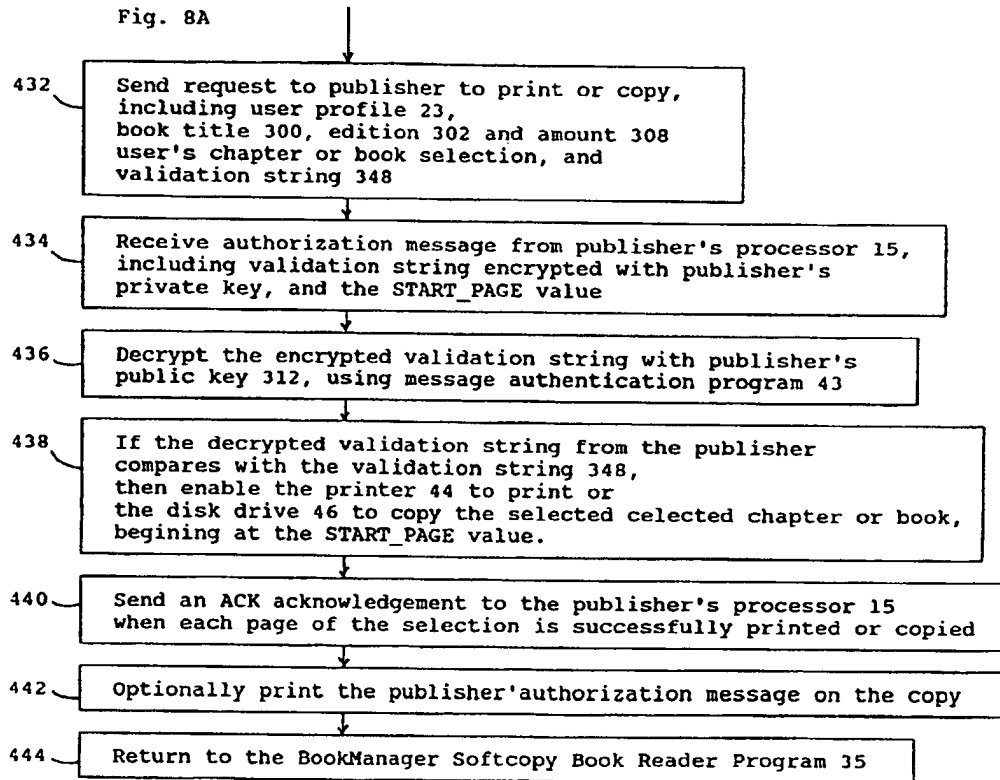 Fig. 8A
432
Send request to publisher to print or copy,
including user profile 23,
book title 300, edition 302 and amount 308
user's chapter or book selection, and
validation string 348
434
Receive authorization message from publisher's processor 15,
including validation string encrypted with publisher's
private key, and the START_PAGE value
436
Decrypt the encrypted validation string with publisher's
public key 312, using message authentication program 43
438
If the decrypted validation string from the publisher
compares with the validation string 348,
then enable the printer 44 to print or
the disk drive 46 to copy the selected celected chapter or book,
begining at the START_PAGE value.
440
Send an ACK acknowledgement to the publisher's processor 15
when each page of the selection is successfully printed or copied
442
Optionally print the publisher'authorization message on the copy
444
Return to the BookManager Softcopy Book Reader Program 35